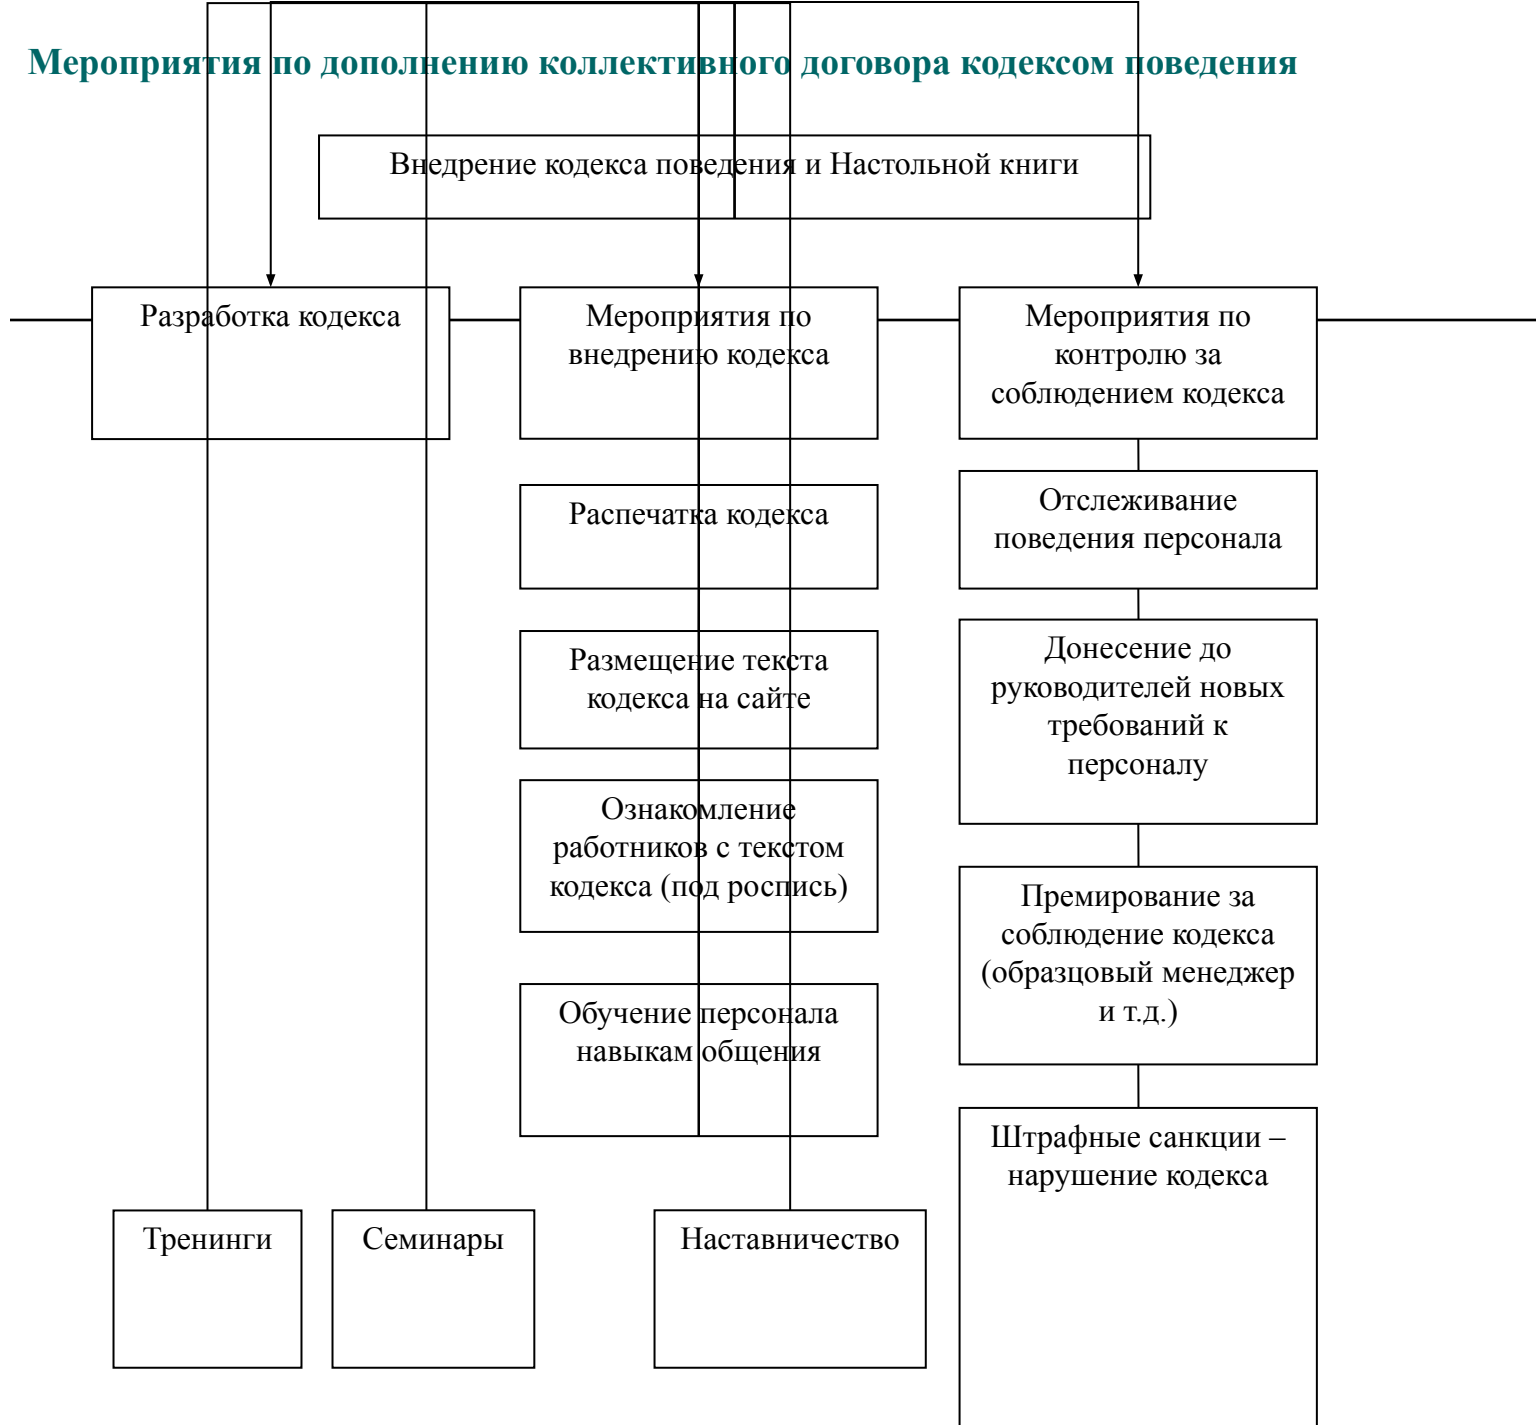 Мероприятия по дополнению коллективного договора кодексом поведения
Внедрение кодекса поведения и Настольной книги
Разработка кодекса
Мероприятия по
внедрению кодекса
Мероприятия по
контролю за
соблюдением кодекса
Распечатка кодекса
Отслеживание
поведения персонала
Размещение текста
кодекса на сайте
Донесение до
руководителей новых
требований к
персоналу
Ознакомление
работников с текстом
кодекса (под роспись)
Премирование за
соблюдение кодекса
(образцовый менеджер
и т.д.)
Обучение персонала
навыкам общения
Штрафные санкции –
нарушение кодекса
Тренинги
Семинары
Наставничество